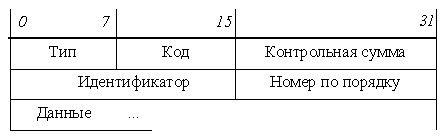 0 7 15 31
Тип Код Контрольная сумма
Идентификатор Номер по порядку
Данные ...